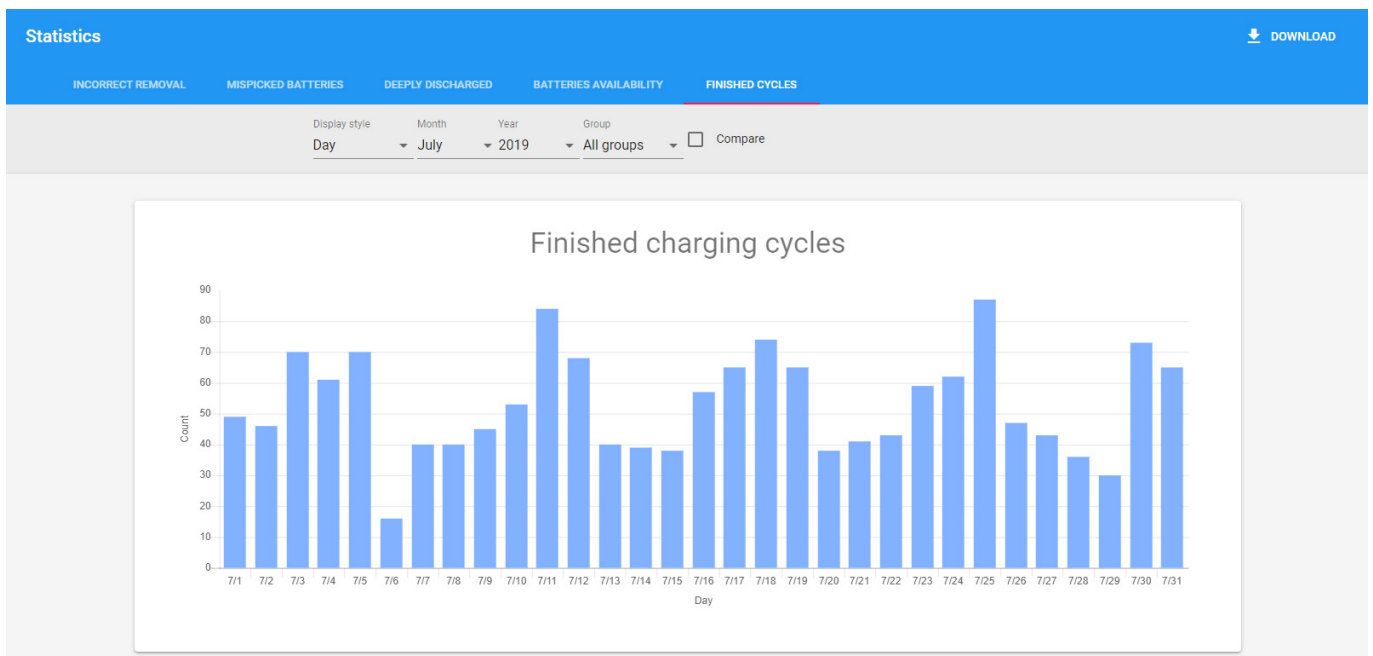 Statistics
DOWNLOAD
INCORRECT REMOVAL MISPICKED BATTERIES DEEPLY DISCHARGED BATTERIES AVAILABILITY FINISHED CYCLES
Display style Month Year Group
Day July 2019 All groups Compare
Finished charging cycles
90
80
70
60
50
40
30
20
10
0
Count
7/1 7/2 7/3 7/4 7/5 7/6 7/7 7/8 7/9 7/10 7/11 7/12 7/13 7/14 7/15 7/16 7/17 7/18 7/19 7/20 7/21 7/22 7/23 7/24 7/25 7/26 7/27 7/28 7/29 7/30 7/31
Day